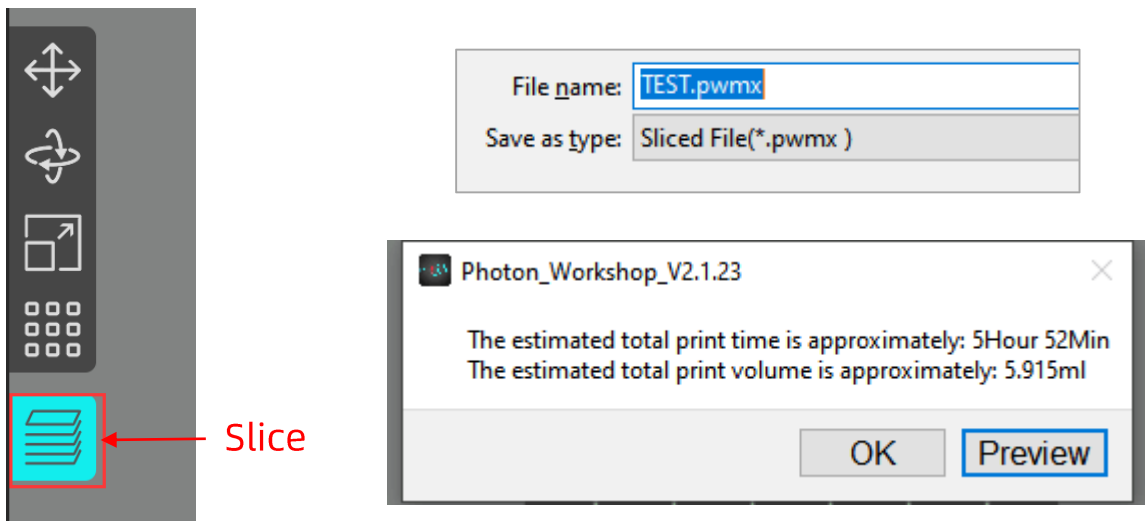 File name: TEST.pwmx
Save as type: Sliced File(*.pwmx )
Photon_Workshop_V2.1.23
The estimated total print time is approximately: 5Hour 52Min
The estimated total print volume is approximately: 5.915ml
OK Preview
Slice